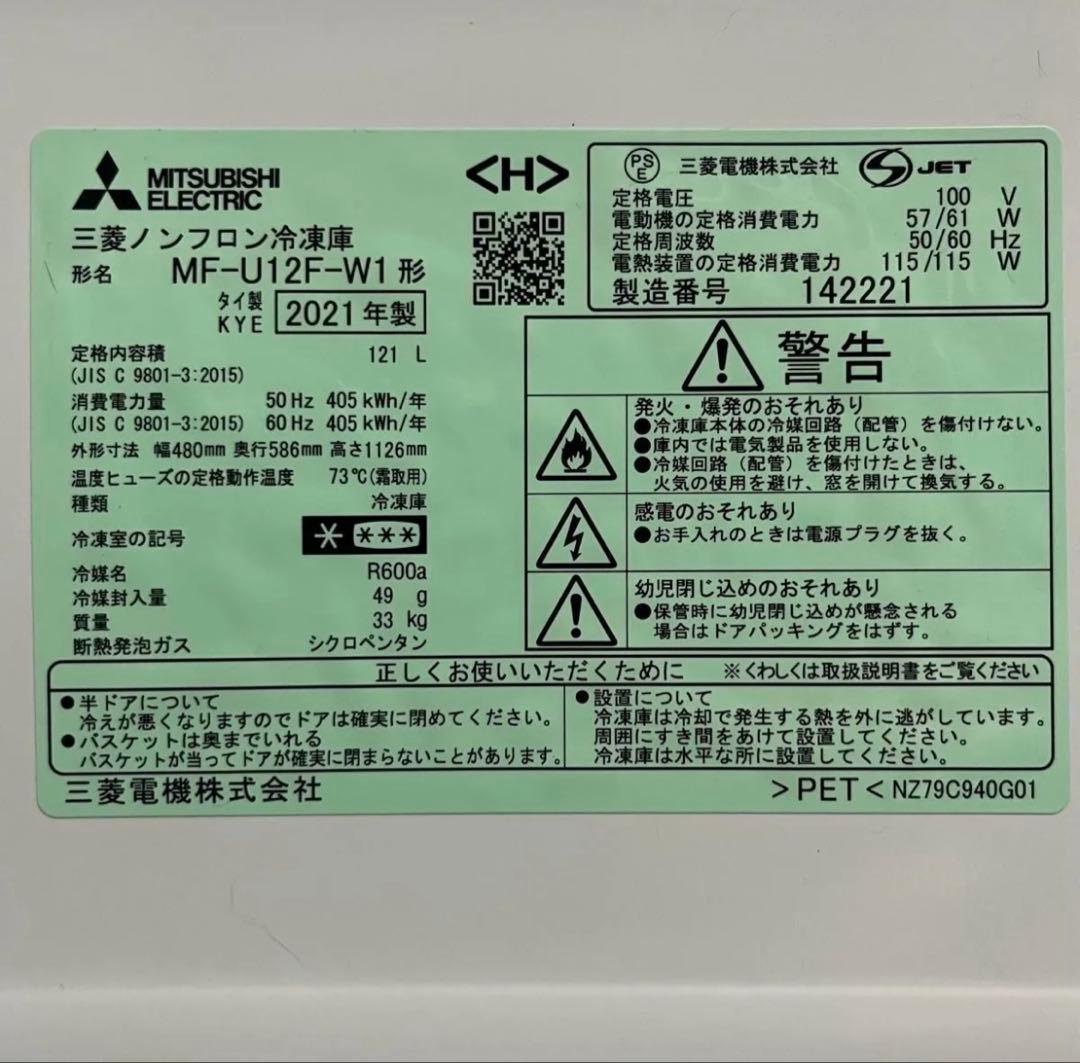 MITSUBISHI
ELECTRIC
三菱ノンフロン冷凍庫
形名 MF-U12F-W1形
タイ製
KYE 2021年製
定格内容積 121 L
(JIS C 9801-3:2015)
消費電力量 50Hz 405kWh/年
(JIS C 9801-3:2015) 60Hz 405kWh/年
外形寸法 幅480mm 奥行586mm 高さ1126mm
温度ヒューズの定格動作温度 73℃(霜取用)
種類 冷凍庫
冷凍室の記号 * ***
冷媒名 R600a
冷媒封入量 49 g
質量 33 kg
断熱発泡ガス シクロペンタン
<H>
PSE 三菱電機株式会社 JET
定格電圧 100 V
電動機の定格消費電力 57/61 W
定格周波数 50/60 Hz
電熱装置の定格消費電力 115/115 W
製造番号 142221
警告
発火・爆発のおそれあり
●冷凍庫本体の冷媒回路（配管）を傷付けない。
●庫内では電気製品を使用しない。
●冷媒回路（配管）を傷付けたときは、
火気の使用を避け、窓を開けて換気する。
感電のおそれあり
●お手入れのときは電源プラグを抜く。
幼児閉じ込めのおそれあり
●保管時に幼児閉じ込めが懸念される
場合はドアパッキングをはずす。
正しくお使いいただくために ※くわしくは取扱説明書をご覧ください
●半ドアについて
冷えが悪くなりますのでドアは確実に閉めてください。
●バスケットは奥までいれる
バスケットが当ってドアが確実に閉まらないことがあります。
●設置について
冷凍庫は冷却で発生する熱を外に逃がしています。
周囲にすき間をあけて設置してください。
冷凍庫は水平な所に設置してください。
三菱電機株式会社
>PET< NZ79C940G01